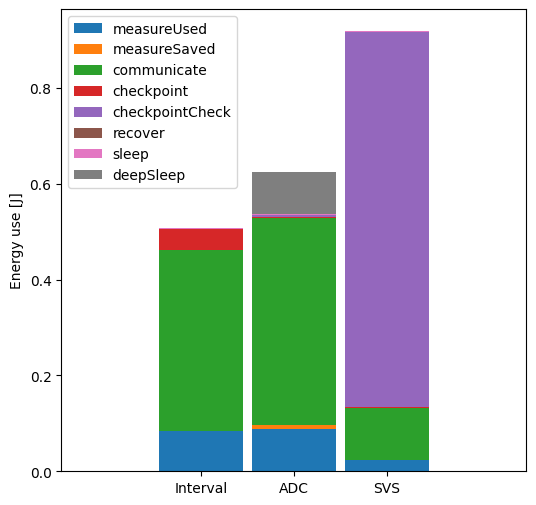 measureUsed
measureSaved
communicate
checkpoint
checkpointCheck
recover
sleep
deepSleep
Energy use [J]
0.8
0.6
0.4
0.2
0.0
Interval ADC SVS